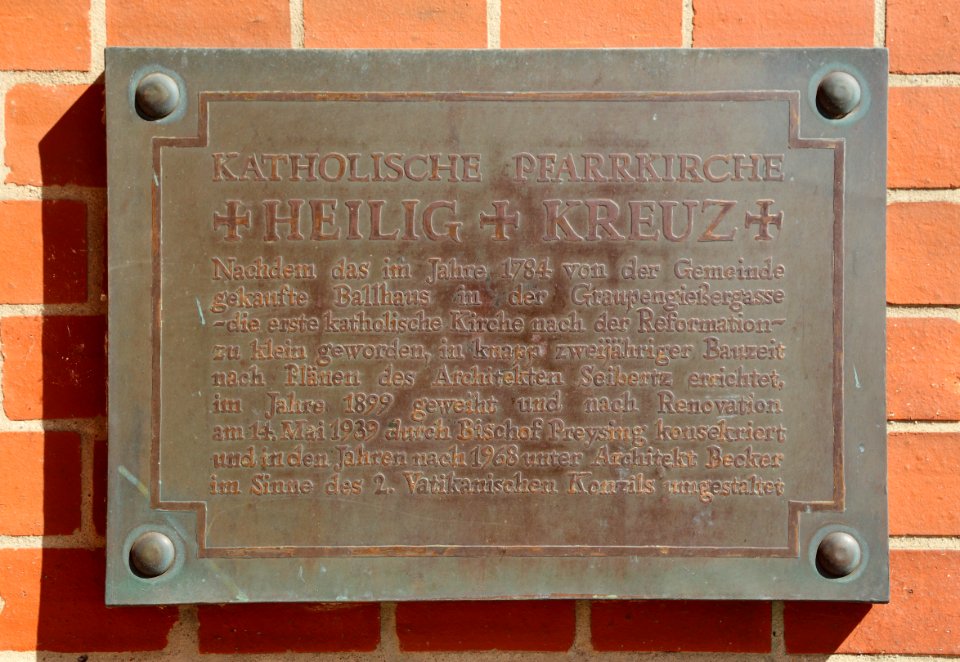 KATHOLISCHE PFARRKIRCHE
✠ HEILIG ✠ KREUZ ✠
Nachdem das im Jahre 1784 von der Gemeinde
gekaufte Ballhaus in der Graupengießergasse
-die erste katholische Kirche nach der Reformation-
zu klein geworden, in knapp zweijähriger Bauzeit
nach Plänen des Architekten Seibertz errichtet,
im Jahre 1899 geweiht und nach Renovation
am 14. Mai 1939 durch Bischof Preysing konsekriert
und in den Jahren nach 1968 unter Architekt Becker
im Sinne des 2. Vatikanischen Konzils umgestaltet